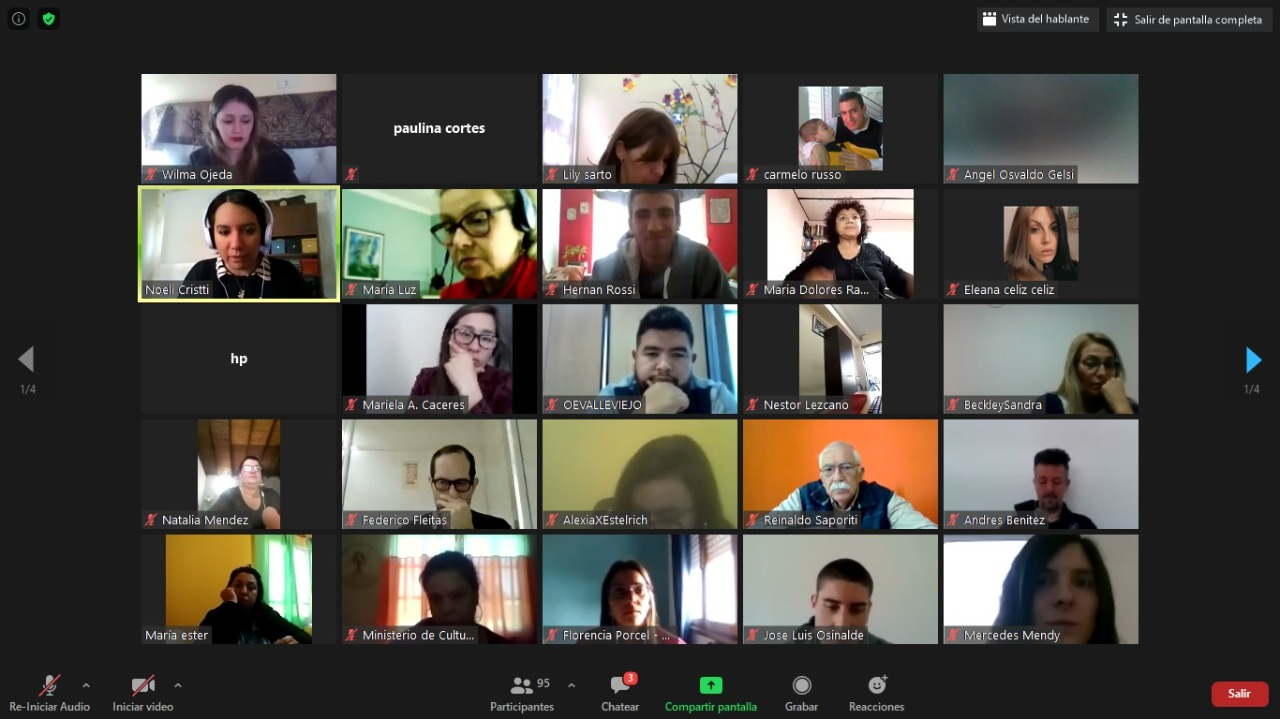 Vista del hablante
Salir de pantalla completa
Wilma Ojeda
paulina cortes
Lily sarto
carmelo russo
Angel Osvaldo Gelsi
Noeli Cristti
Maria Luz
Hernan Rossi
Maria Dolores Ra...
Eleana celiz celiz
hp
Mariela A. Caceres
OEVALLEVIEJO
Nestor Lezcano
BeckleySandra
1/4
1/4
Natalia Mendez
Federico Fleitas
AlexiaXEstelrich
Reinaldo Saporiti
Andres Benitez
María ester
Ministerio de Cultu...
Florencia Porcel - ...
Jose Luis Osinalde
Mercedes Mendy
95
3
Re-Iniciar Audio
Iniciar video
Participantes
Chatear
Compartir pantalla
Grabar
Reacciones
Salir